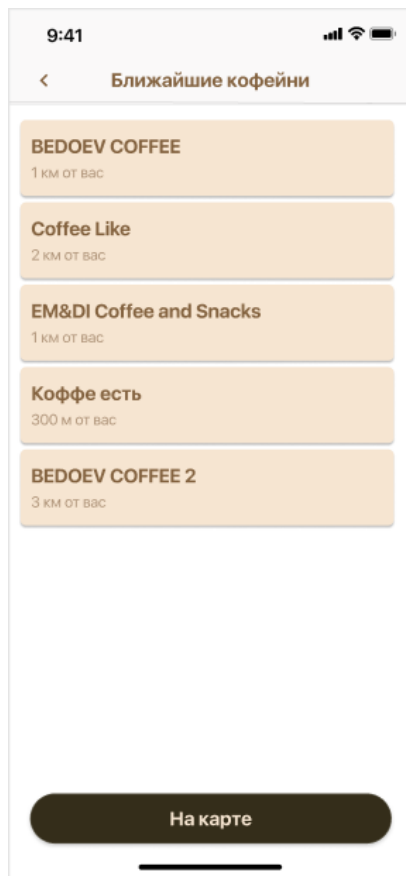 9:41
Ближайшие кофейни
BEDOEV COFFEE
1 км от вас
Coffee Like
2 км от вас
EM&DI Coffee and Snacks
1 км от вас
Коффе есть
300 м от вас
BEDOEV COFFEE 2
3 км от вас
На карте